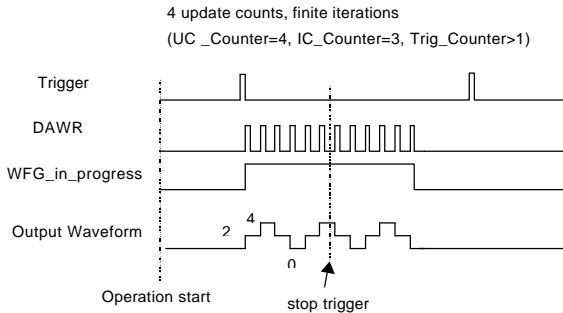 4 update counts, finite iterations
(UC _Counter=4, IC_Counter=3, Trig_Counter>1)
Trigger
DAWR
WFG_in_progress
4
Output Waveform
2
0
Operation start
stop trigger